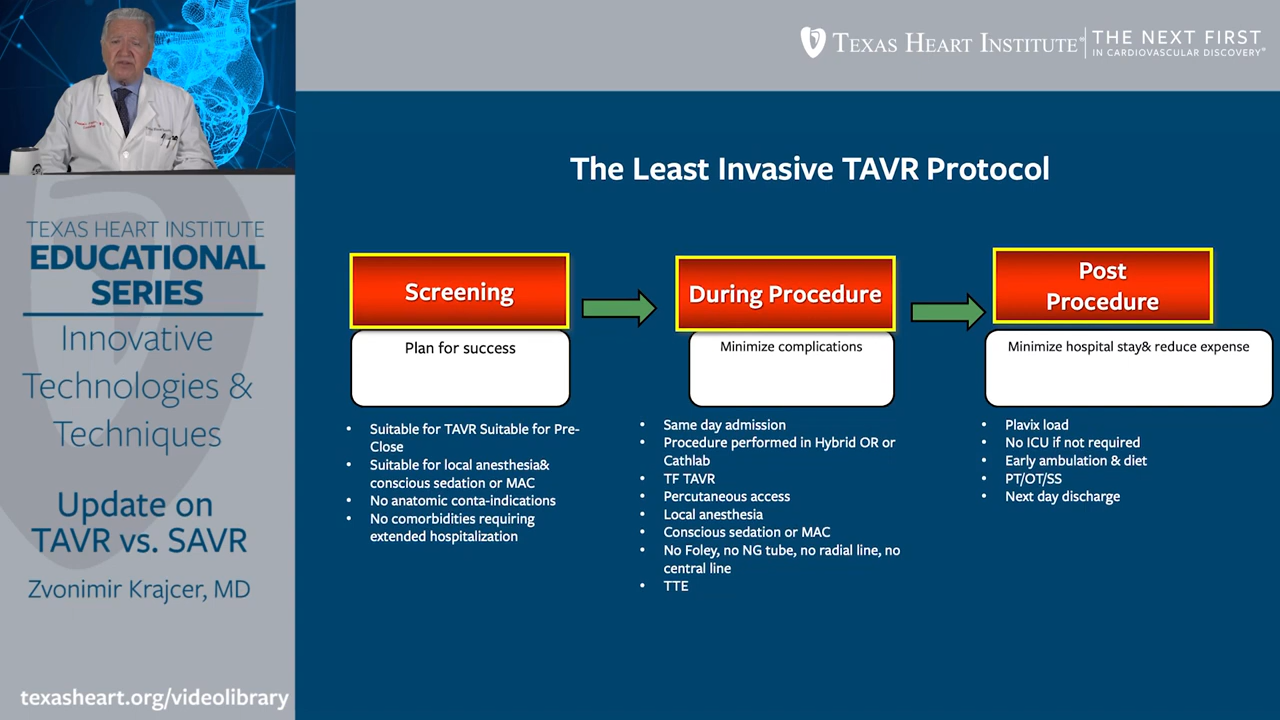 TEXAS HEART INSTITUTE®
THE NEXT FIRST
IN CARDIOVASCULAR DISCOVERY®
TEXAS HEART INSTITUTE
EDUCATIONAL
SERIES
Innovative
Technologies &
Techniques
Update on
TAVR vs. SAVR
Zvonimir Krajcer, MD
texasheart.org/videolibrary
The Least Invasive TAVR Protocol
Screening
Plan for success
• Suitable for TAVR Suitable for Pre-
Close
• Suitable for local anesthesia&
conscious sedation or MAC
• No anatomic conta-indications
• No comorbidities requiring
extended hospitalization
During Procedure
Minimize complications
• Same day admission
• Procedure performed in Hybrid OR or
Cathlab
• TF TAVR
• Percutaneous access
• Local anesthesia
• Conscious sedation or MAC
• No Foley, no NG tube, no radial line, no
central line
• TTE
Post
Procedure
Minimize hospital stay& reduce expense
• Plavix load
• No ICU if not required
• Early ambulation & diet
• PT/OT/SS
• Next day discharge